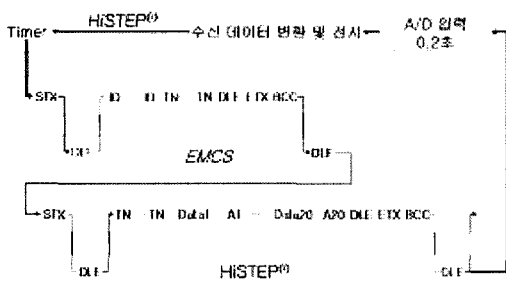 HiSTEP(i)
Timer 수신 데이터 변환 및 전시 A/D 입력
0.2초
STX ID ID TN TN DLE ETX BCC
DLE EMCS DLE
STX TN TN Data1 A1 ... Data20 A20 DLE ETX BCC
DLE DLE
HiSTEP(i)